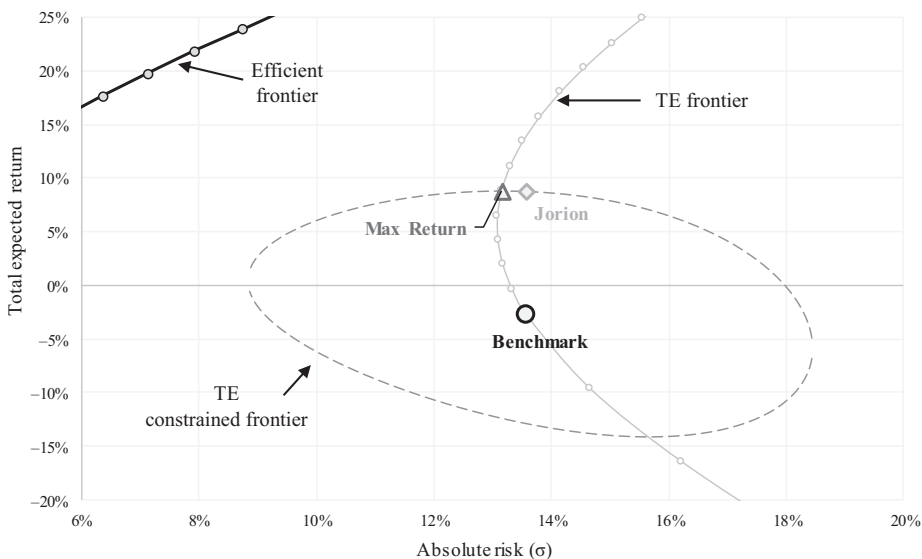 25%
20%
15%
10%
5%
0%
–5%
–10%
–15%
–20%
Total expected return
Efficient
frontier
TE frontier
Max Return
Jorion
Benchmark
TE
constrained frontier
6%
8%
10%
12%
14%
16%
18%
20%
Absolute risk (σ)